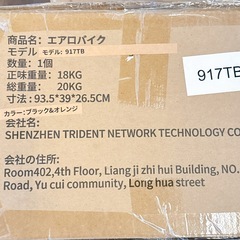 商品名：エアロバイク
モデル モデル: 917TB
数量：1個
正味重量：18KG
総重量：20KG
寸法：93.5*39*26.5CM
カラー：ブラック&オレンジ
917TB
会社名：
SHENZHEN TRIDENT NETWORK TECHNOLOGY CO
会社の住所：
Room402,4th Floor, Liang ji zhi hui Building, NO.
Road, Yu cui community, Long hua street